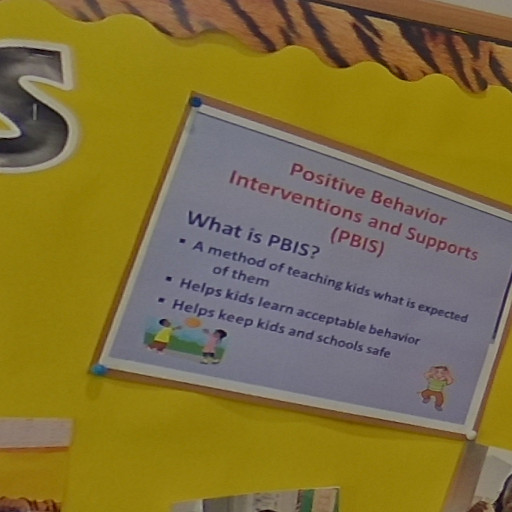 S
Positive Behavior
Interventions and Supports
(PBIS)
What is PBIS?
▪ A method of teaching kids what is expected
of them
▪ Helps kids learn acceptable behavior
▪ Helps keep kids and schools safe